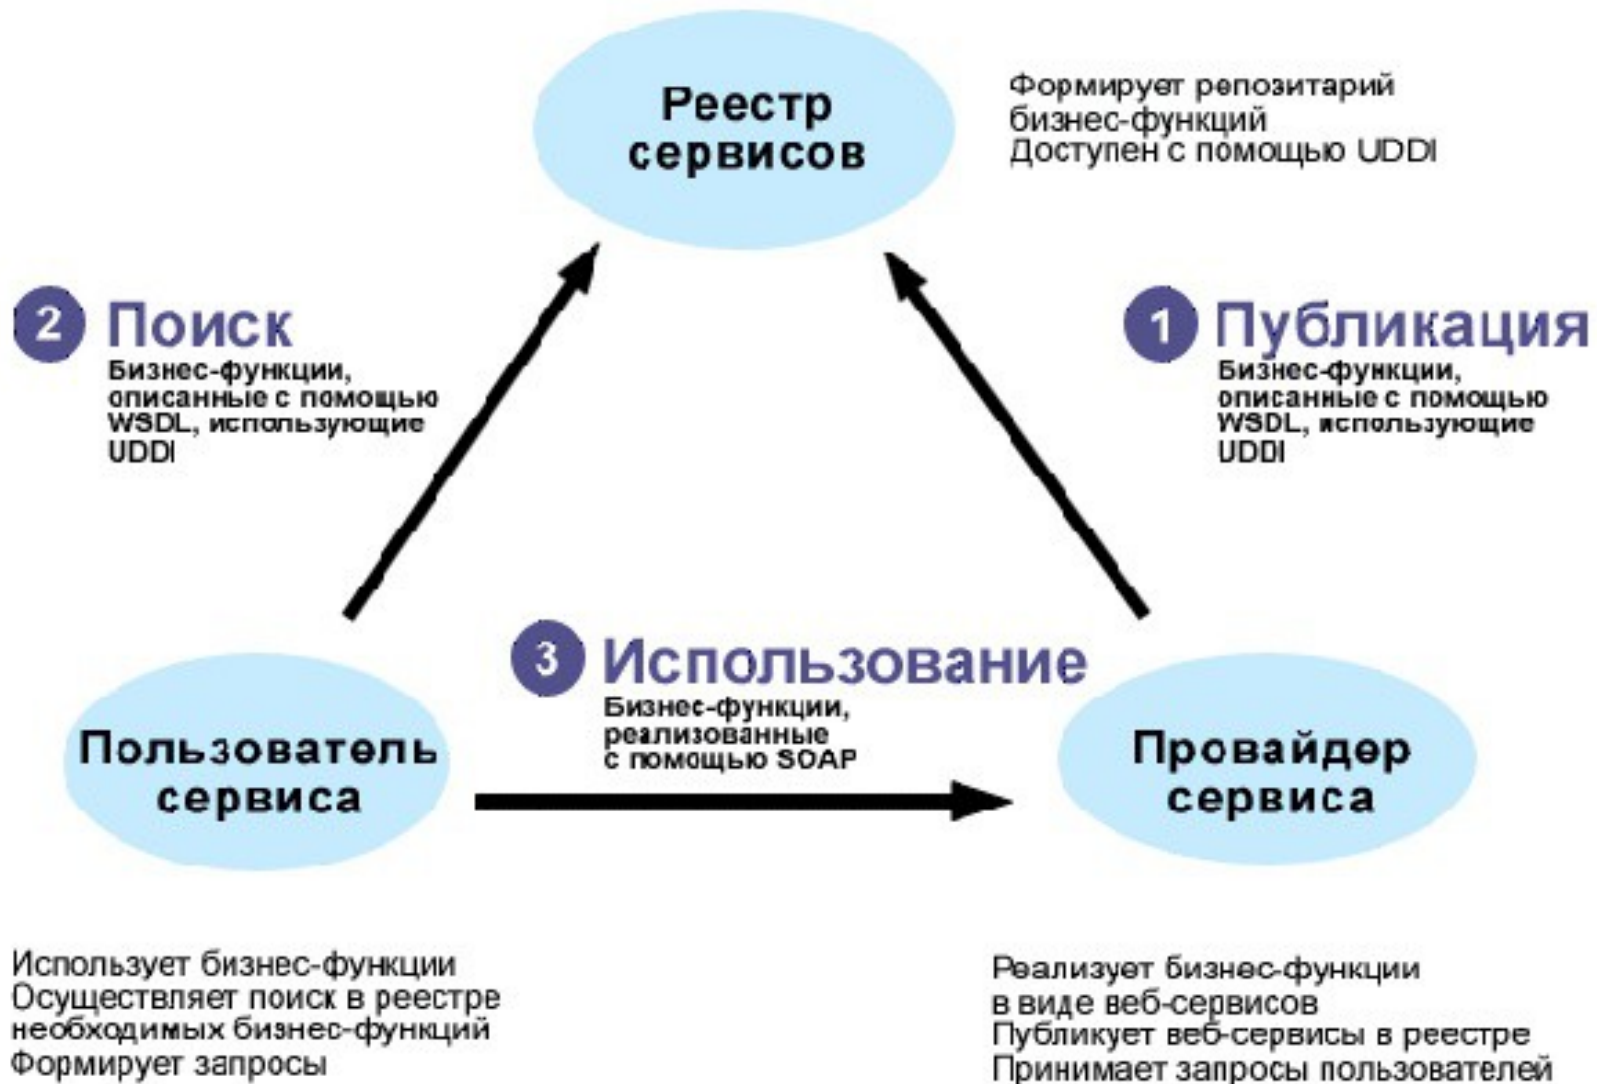 Реестр
сервисов
Формирует репозитарий
бизнес-функций
Доступен с помощью UDDI
2 Поиск
Бизнес-функции,
описанные с помощью
WSDL, использующие
UDDI
1 Публикация
Бизнес-функции,
описанные с помощью
WSDL, использующие
UDDI
3 Использование
Бизнес-функции,
реализованные
с помощью SOAP
Пользователь
сервиса
Провайдер
сервиса
Использует бизнес-функции
Осуществляет поиск в реестре
необходимых бизнес-функций
Формирует запросы
Реализует бизнес-функции
в виде веб-сервисов
Публикует веб-сервисы в реестре
Принимает запросы пользователей